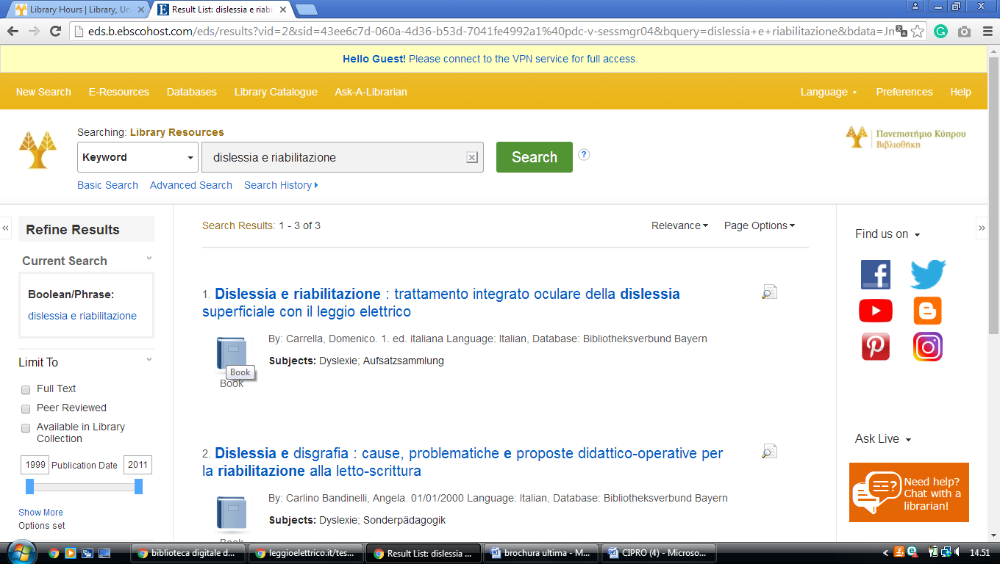 Library Hours | Library, Un
Result List: dislessia e riabi
eds.b.ebscohost.com/eds/results?vid=2&sid=43ee6c7d-060a-4d36-b53d-7041fe4992a1%40pdc-v-sessmgr04&bquery=dislessia+e+riabilitazione&bdata=Jn
Hello Guest! Please connect to the VPN service for full access.
New Search E-Resources Databases Library Catalogue Ask-A-Librarian Language Preferences Help
Searching: Library Resources
Πανεπιστήμιο Κύπρου
Βιβλιοθήκη
Keyword dislessia e riabilitazione Search ?
Basic Search Advanced Search Search History
Refine Results
Current Search
Boolean/Phrase:
dislessia e riabilitazione
Limit To
Full Text
Peer Reviewed
Available in Library
Collection
1999 Publication Date 2011
Show More
Options set
Search Results: 1 - 3 of 3 Relevance Page Options
1. Dislessia e riabilitazione : trattamento integrato oculare della dislessia
superficiale con il leggio elettrico
By: Carrella, Domenico. 1. ed. italiana Language: Italian, Database: Bibliotheksverbund Bayern
Subjects: Dyslexie; Aufsatzsammlung
Book
Book
2. Dislessia e disgrafia : cause, problematiche e proposte didattico-operative per
la riabilitazione alla letto-scrittura
By: Carlino Bandinelli, Angela. 01/01/2000 Language: Italian, Database: Bibliotheksverbund Bayern
Subjects: Dyslexie; Sonderpädagogik
Book
Find us on
Ask Live
Need help?
Chat with a
librarian!
biblioteca digitale d... leggioelettrico.it/tes... Result List: dislessia ... brochura ultima - M... CIPRO (4) - Microso... 14.51